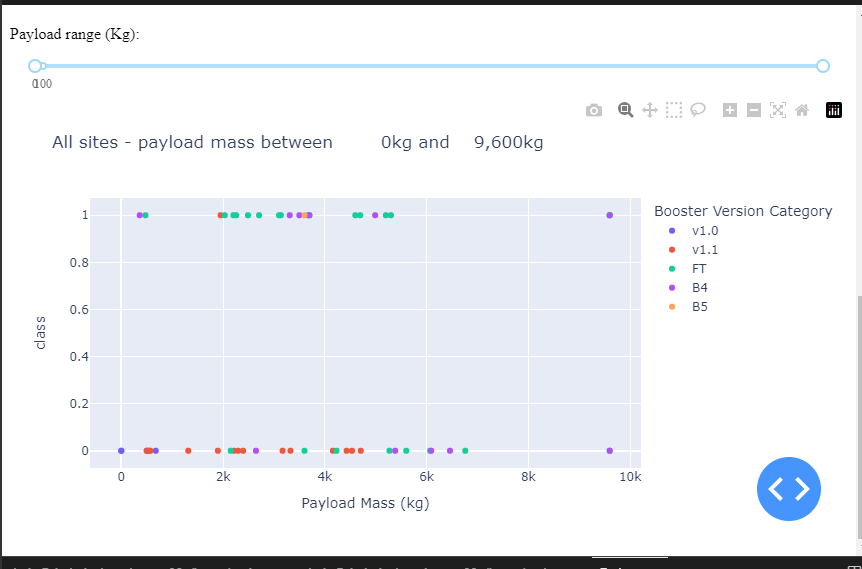 Payload range (Kg):
All sites - payload mass between 0kg and 9,600kg
Booster Version Category
v1.0
v1.1
FT
B4
B5
class
1
0.8
0.6
0.4
0.2
0
0 2k 4k 6k 8k 10k
Payload Mass (kg)